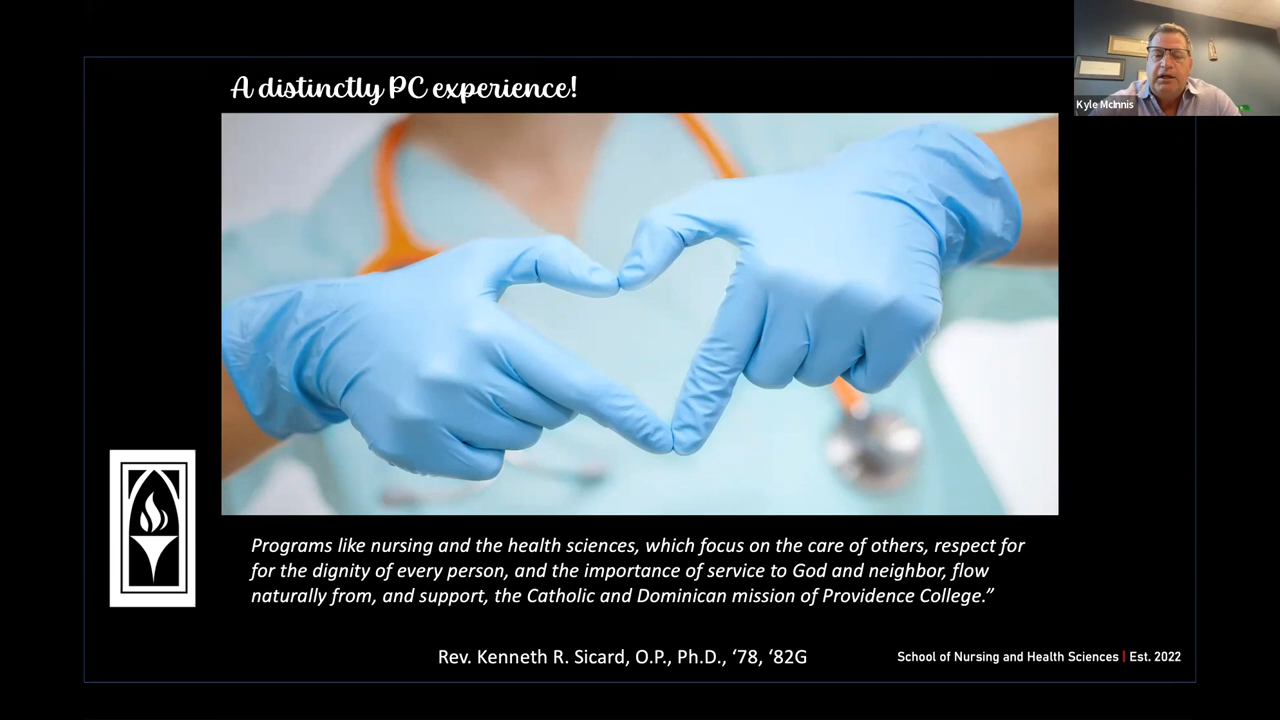 A distinctly PC experience!
Kyle McInnis
Programs like nursing and the health sciences, which focus on the care of others, respect for
for the dignity of every person, and the importance of service to God and neighbor, flow
naturally from, and support, the Catholic and Dominican mission of Providence College.”
Rev. Kenneth R. Sicard, O.P., Ph.D., ‘78, ‘82G
School of Nursing and Health Sciences | Est. 2022